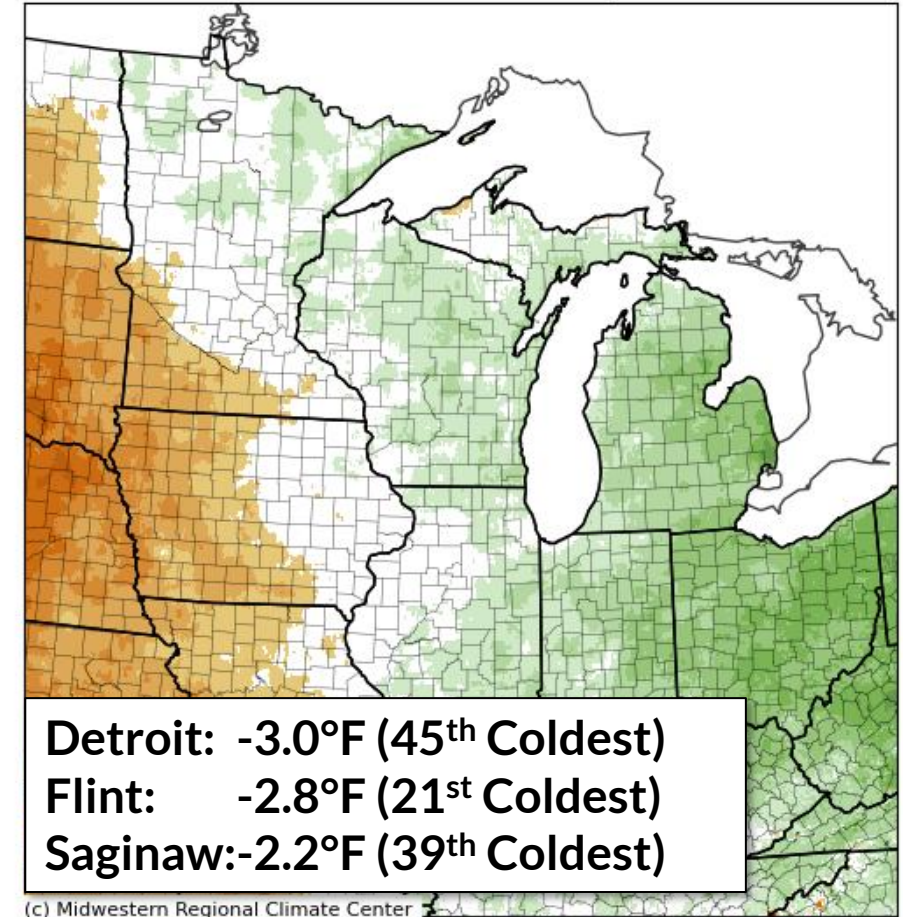 Detroit: -3.0°F (45th Coldest)
Flint: -2.8°F (21st Coldest)
Saginaw:-2.2°F (39th Coldest)
(c) Midwestern Regional Climate Center